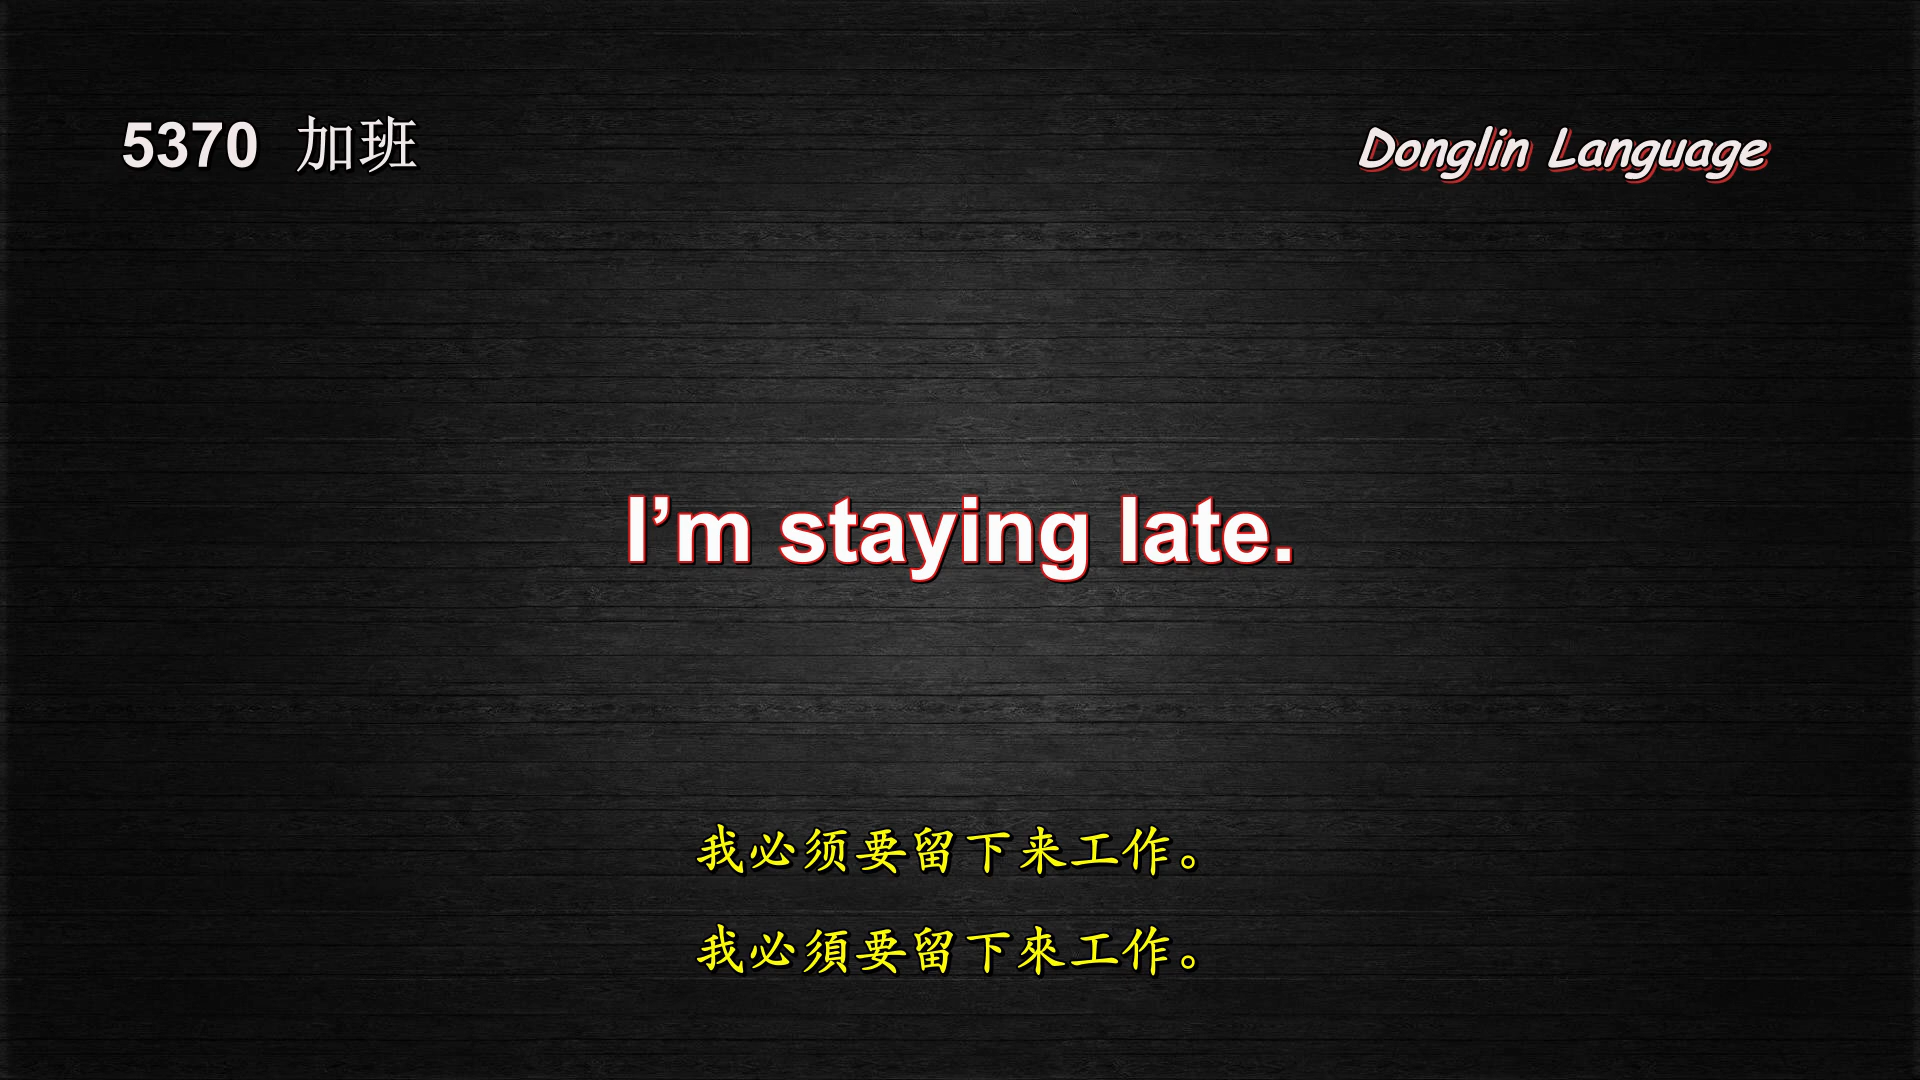 5370 加班
Donglin Language
I’m staying late.
我必须要留下来工作。
我必須要留下來工作。